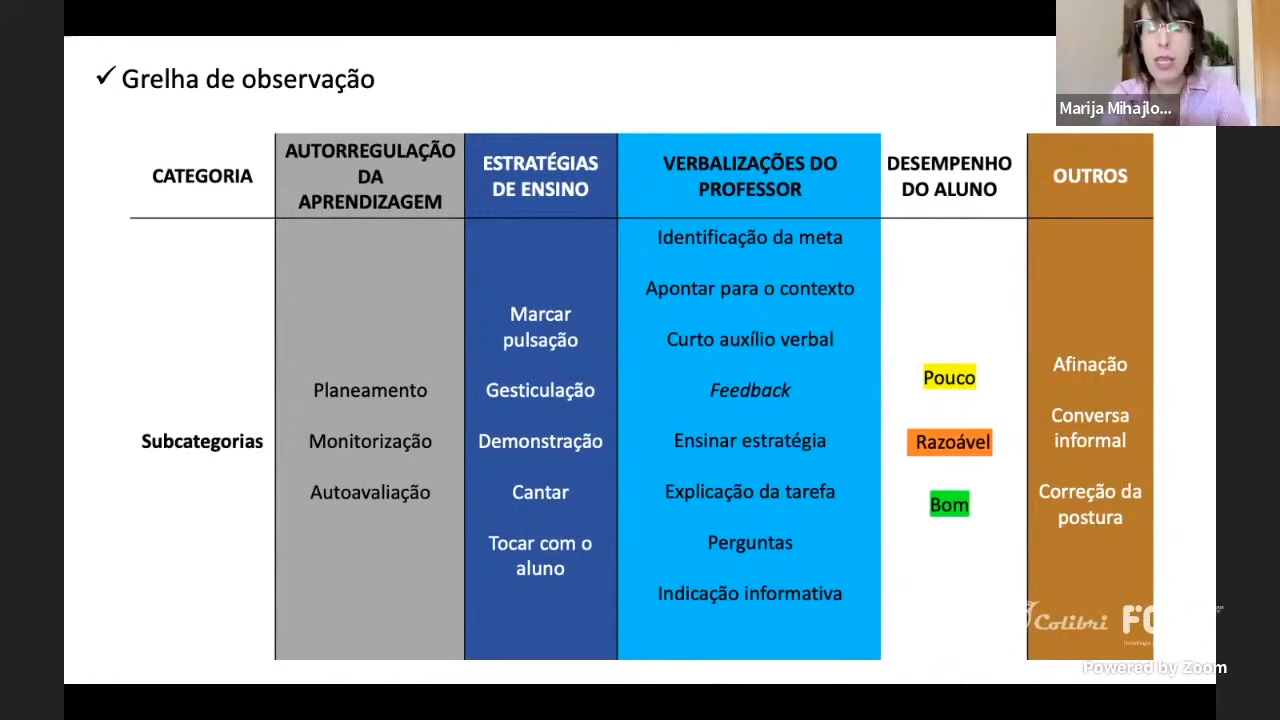 ✓ Grelha de observação
Marija Mihajlo...
CATEGORIA
AUTORREGULAÇÃO
DA
APRENDIZAGEM
ESTRATÉGIAS
DE ENSINO
VERBALIZAÇÕES DO
PROFESSOR
DESEMPENHO
DO ALUNO
OUTROS
Subcategorias
Planeamento
Monitorização
Autoavaliação
Marcar
pulsação
Gesticulação
Demonstração
Cantar
Tocar com o
aluno
Identificação da meta
Apontar para o contexto
Curto auxílio verbal
Feedback
Ensinar estratégia
Explicação da tarefa
Perguntas
Indicação informativa
Pouco
Razoável
Bom
Afinação
Conversa
informal
Correção da
postura
Colibri
Powered by Zoom